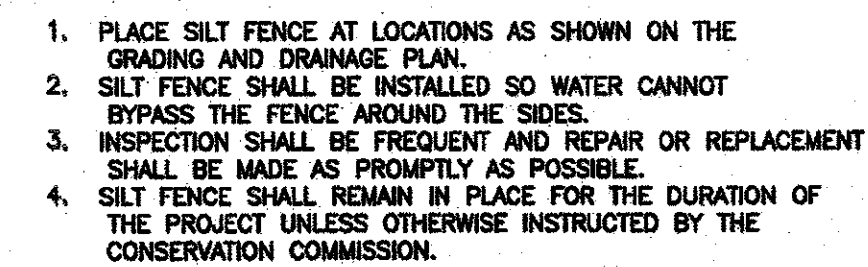 1. PLACE SILT FENCE AT LOCATIONS AS SHOWN ON THE
GRADING AND DRAINAGE PLAN.
2. SILT FENCE SHALL BE INSTALLED SO WATER CANNOT
BYPASS THE FENCE AROUND THE SIDES.
3. INSPECTION SHALL BE FREQUENT AND REPAIR OR REPLACEMENT
SHALL BE MADE AS PROMPTLY AS POSSIBLE.
4. SILT FENCE SHALL REMAIN IN PLACE FOR THE DURATION OF
THE PROJECT UNLESS OTHERWISE INSTRUCTED BY THE
CONSERVATION COMMISSION.